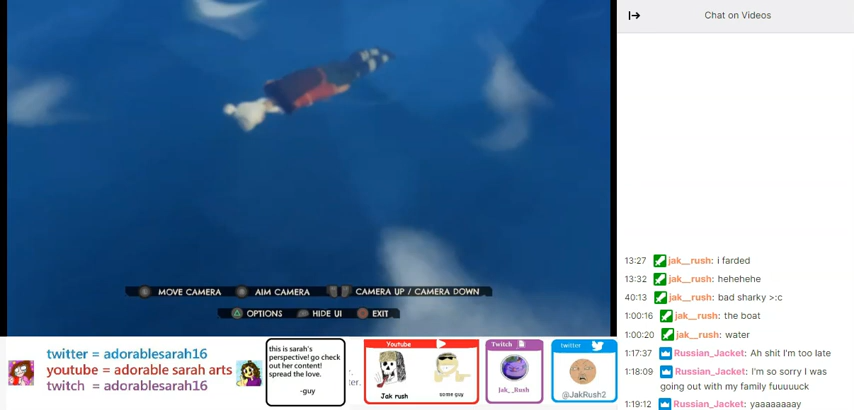 Chat on Videos
MOVE CAMERA
AIM CAMERA
CAMERA UP / CAMERA DOWN
OPTIONS
HIDE UI
EXIT
13:27 jak__rush: i farded
13:32 jak__rush: hehehehe
40:13 jak__rush: bad sharky >:c
1:00:16 jak__rush: the boat
1:00:20 jak__rush: water
1:17:37 Russian_Jacket: Ah shit I'm too late
1:18:09 Russian_Jacket: I'm so sorry I was
going out with my family fuuuuck
1:19:12 Russian_Jacket: yaaaaaaaay
twitter = adorablesarah16
youtube = adorable sarah arts
twitch = adorablesarah16
this is sarah's
perspective! go check
out her content!
spread the love.
-guy
er.
Youtube
Jak rush
some guy
Twitch
jak_ _Rush
twitter
@JakRush2